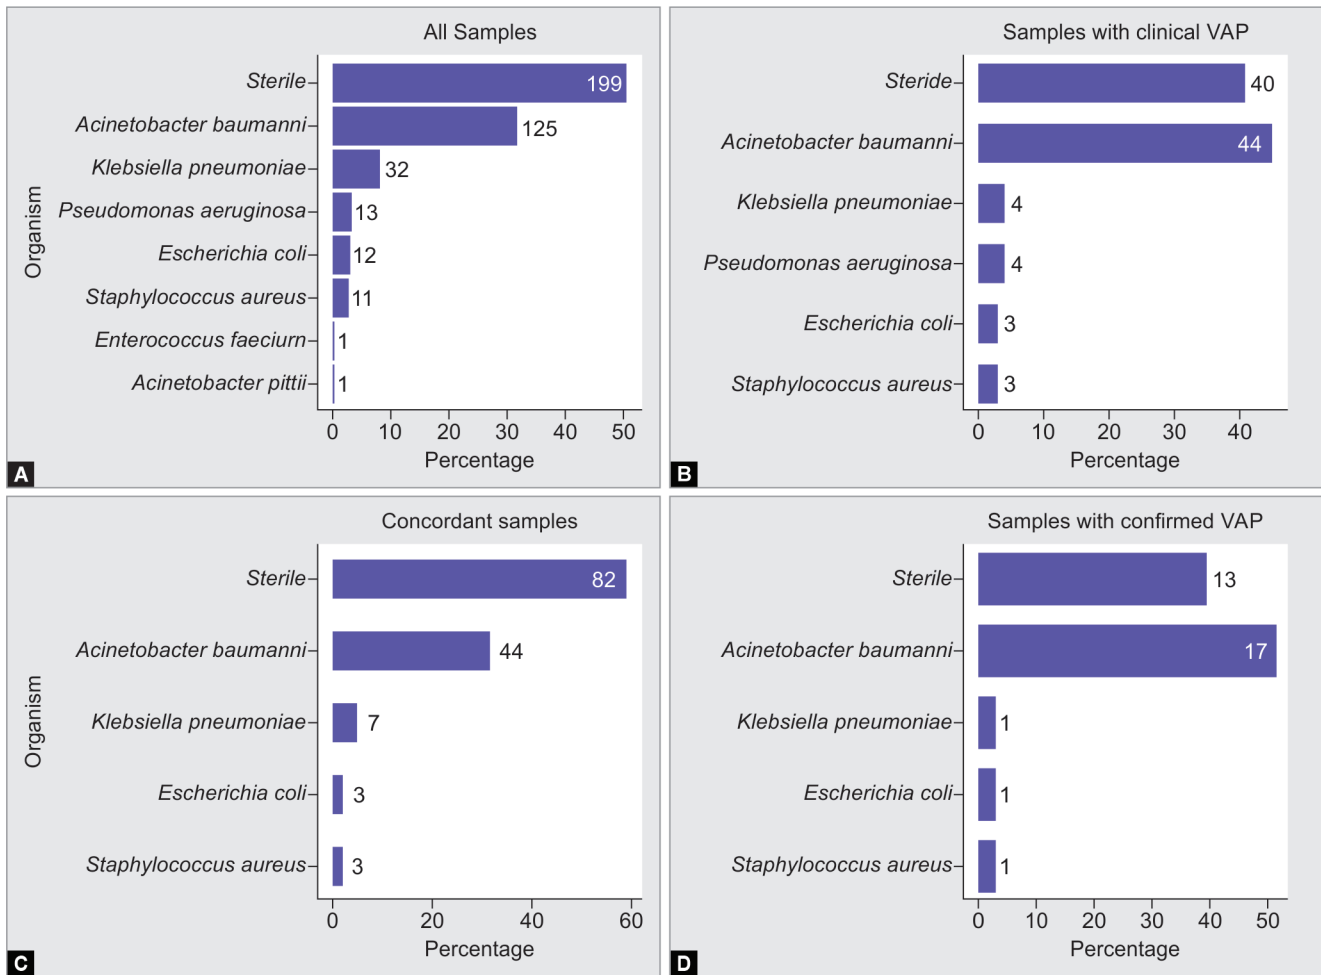 All Samples
Organism
Sterile
199
Acinetobacter baumanni
125
Klebsiella pneumoniae
32
Pseudomonas aeruginosa
13
Escherichia coli
12
Staphylococcus aureus
11
Enterococcus faeciurn
1
Acinetobacter pittii
1
0 10 20 30 40 50
Percentage
A
Samples with clinical VAP
Steride
40
Acinetobacter baumanni
44
Klebsiella pneumoniae
4
Pseudomonas aeruginosa
4
Escherichia coli
3
Staphylococcus aureus
3
0 10 20 30 40
Percentage
B
Concordant samples
Organism
Sterile
82
Acinetobacter baumanni
44
Klebsiella pneumoniae
7
Escherichia coli
3
Staphylococcus aureus
3
0 20 40 60
Percentage
C
Samples with confirmed VAP
Sterile
13
Acinetobacter baumanni
17
Klebsiella pneumoniae
1
Escherichia coli
1
Staphylococcus aureus
1
0 10 20 30 40 50
Percentage
D